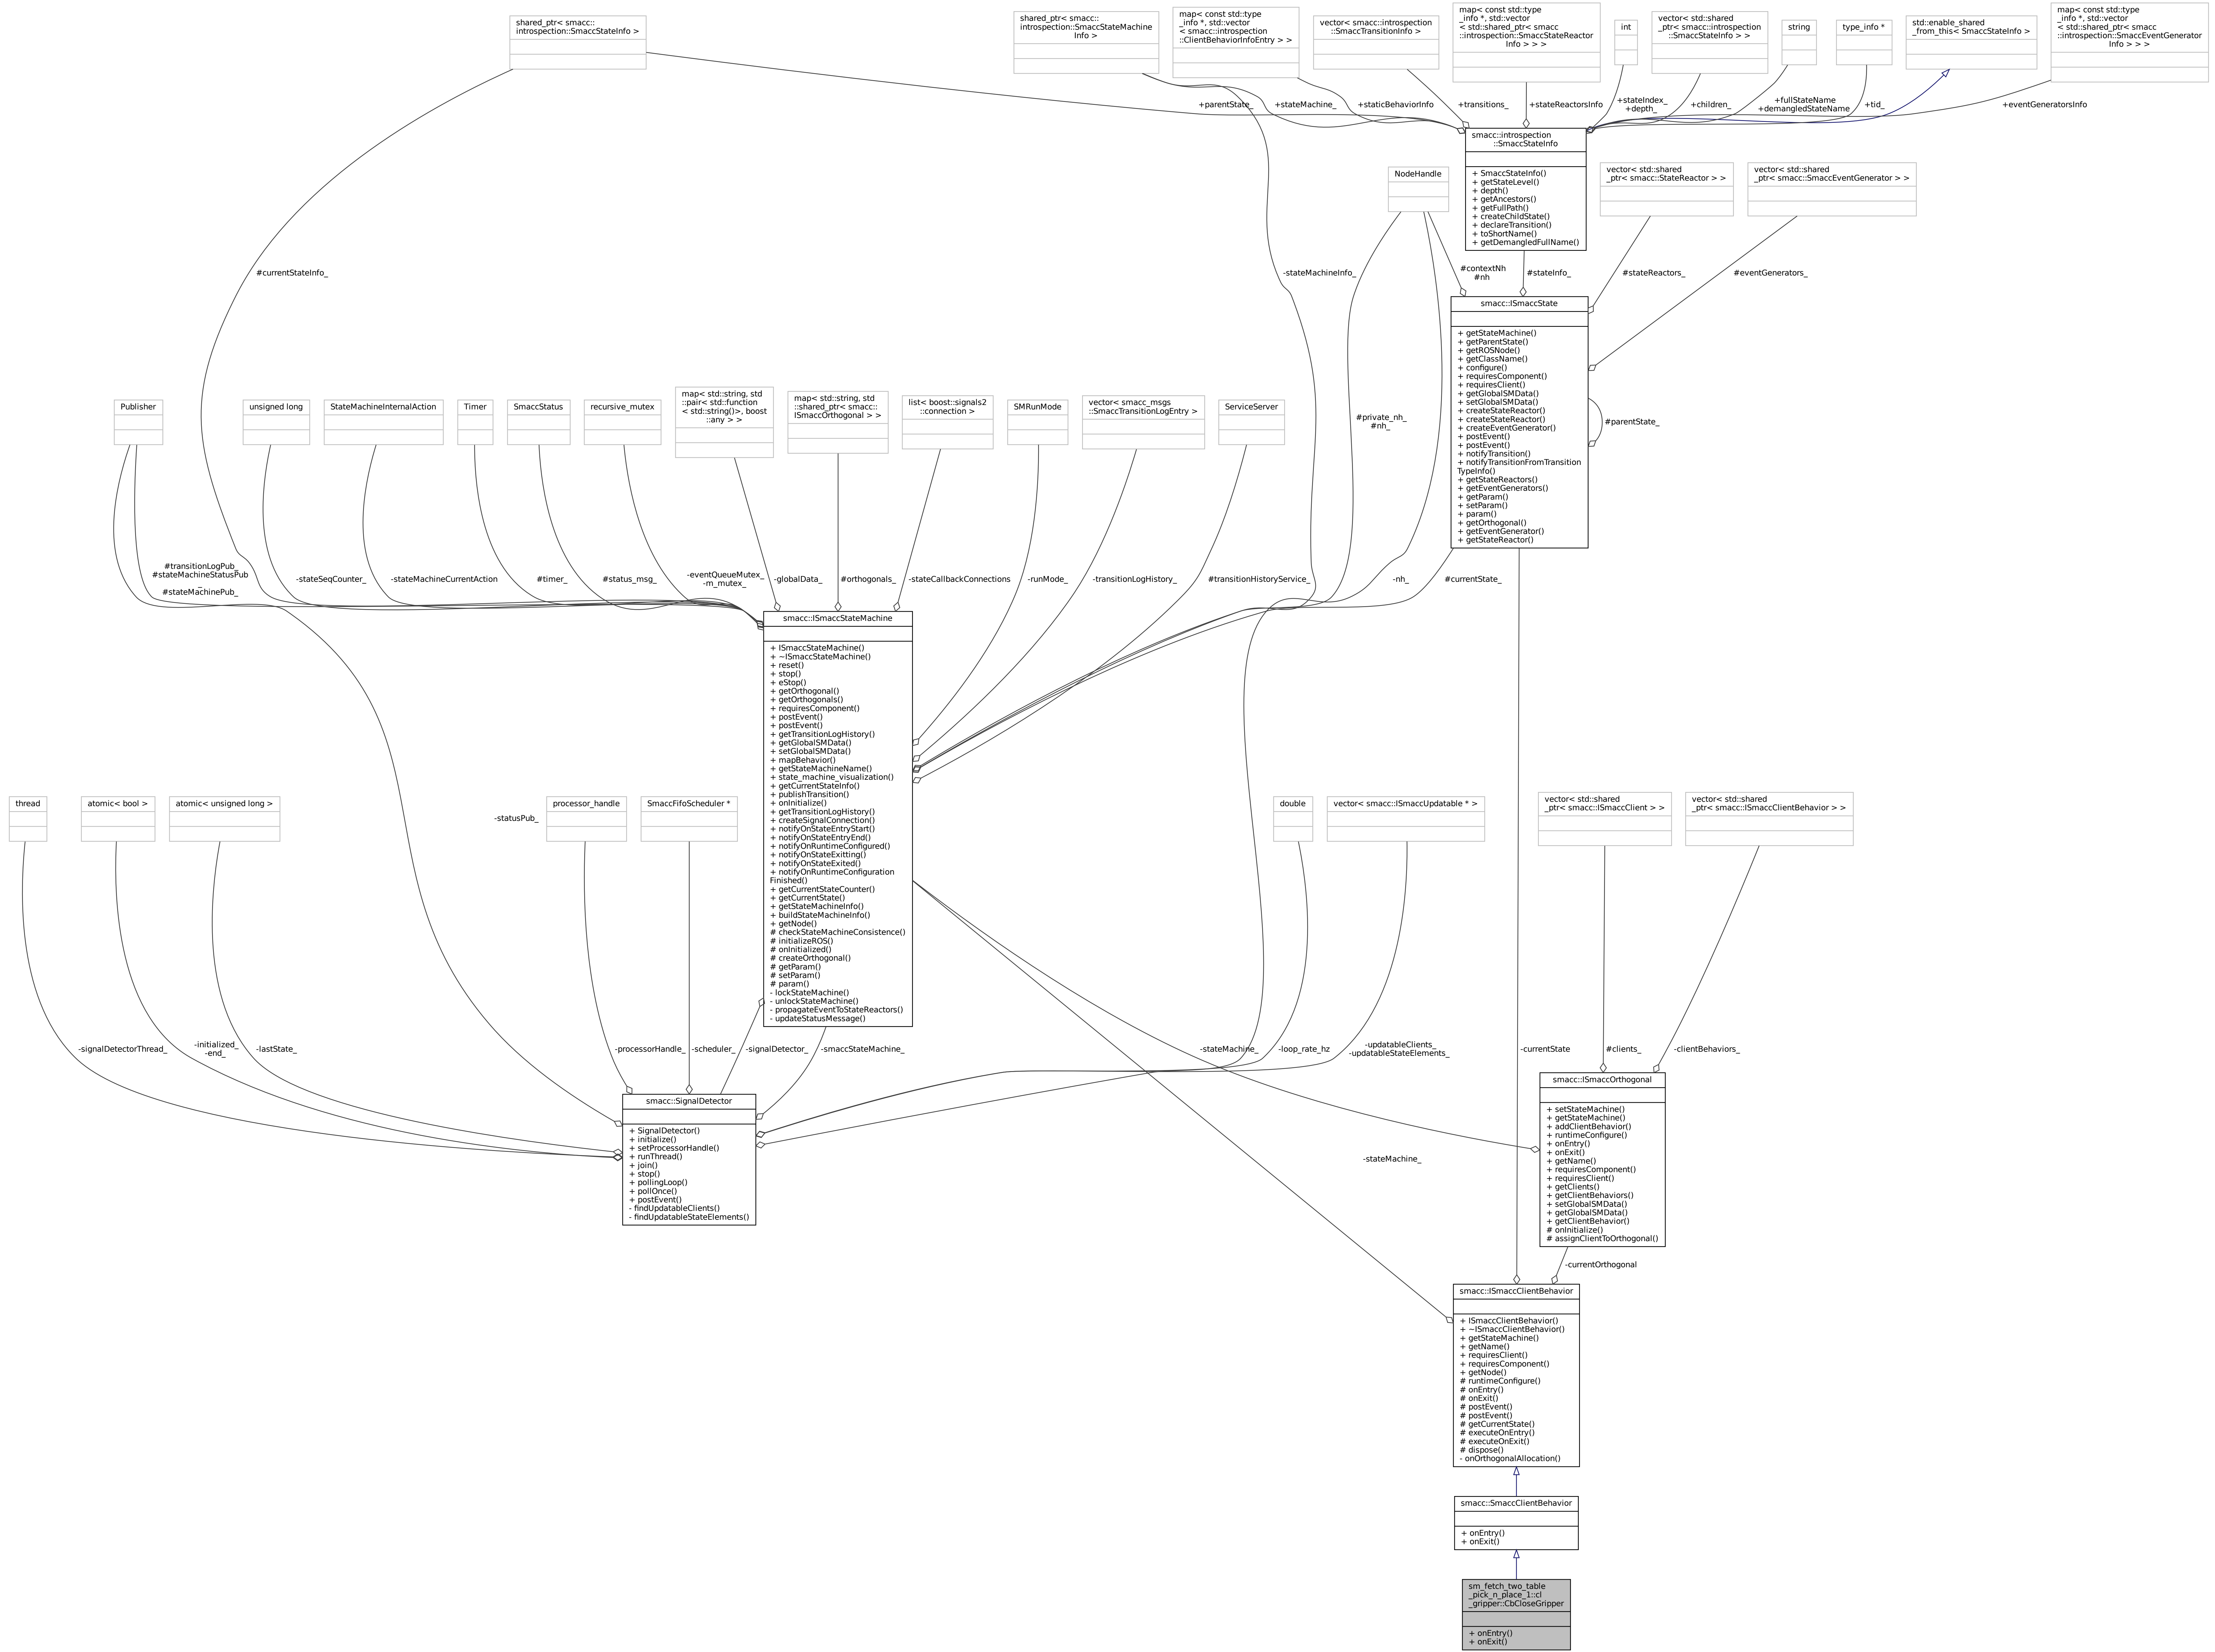 shared_ptr< smacc::
introspection::SmaccStateInfo >
shared_ptr< smacc::
introspection::SmaccStateMachine
Info >
map< const std::type
_info *, std::vector
< smacc::introspection
::ClientBehaviorInfoEntry > >
vector< smacc::introspection
::SmaccTransitionInfo >
map< const std::type
_info *, std::vector
< std::shared_ptr< smacc
::introspection::SmaccStateReactor
Info > > >
int
vector< std::shared
_ptr< smacc::introspection
::SmaccStateInfo > >
string
type_info *
std::enable_shared
_from_this< SmaccStateInfo >
map< const std::type
_info *, std::vector
< std::shared_ptr< smacc
::introspection::SmaccEventGenerator
Info > > >
+parentState_
+stateMachine_
+staticBehaviorInfo
+transitions_
+stateReactorsInfo
+stateIndex_
+depth_
+children_
+fullStateName
+demangledStateName
+tid_
+eventGeneratorsInfo
smacc::introspection
::SmaccStateInfo
+ SmaccStateInfo()
+ getStateLevel()
+ depth()
+ getAncestors()
+ getFullPath()
+ createChildState()
+ declareTransition()
+ toShortName()
+ getDemangledFullName()
NodeHandle
vector< std::shared
_ptr< smacc::StateReactor > >
vector< std::shared
_ptr< smacc::SmaccEventGenerator > >
#currentStateInfo_
-stateMachineInfo_
#contextNh
#nh
#stateInfo_
#stateReactors_
#eventGenerators_
smacc::ISmaccState
+ getStateMachine()
+ getParentState()
+ getROSNode()
+ getClassName()
+ configure()
+ requiresComponent()
+ requiresClient()
+ getGlobalSMData()
+ setGlobalSMData()
+ createStateReactor()
+ createStateReactor()
+ createEventGenerator()
+ postEvent()
+ postEvent()
+ notifyTransition()
+ notifyTransitionFromTransition
TypeInfo()
+ getStateReactors()
+ getEventGenerators()
+ getParam()
+ setParam()
+ param()
+ getOrthogonal()
+ getEventGenerator()
+ getStateReactor()
#parentState_
Publisher
unsigned long
StateMachineInternalAction
Timer
SmaccStatus
recursive_mutex
map< std::string, std
::pair< std::function
< std::string()>, boost
::any > >
map< std::string, std
::shared_ptr< smacc::
ISmaccOrthogonal > >
list< boost::signals2
::connection >
SMRunMode
vector< smacc_msgs
::SmaccTransitionLogEntry >
ServiceServer
#private_nh_
#nh_
#transitionLogPub_
#stateMachineStatusPub
_
#stateMachinePub_
-stateSeqCounter_
-stateMachineCurrentAction
#timer_
#status_msg_
-eventQueueMutex_
-m_mutex_
-globalData_
#orthogonals_
-stateCallbackConnections
-runMode_
-transitionLogHistory_
#transitionHistoryService_
-nh_
#currentState_
smacc::ISmaccStateMachine
+ ISmaccStateMachine()
+ ~ISmaccStateMachine()
+ reset()
+ stop()
+ eStop()
+ getOrthogonal()
+ getOrthogonals()
+ requiresComponent()
+ postEvent()
+ postEvent()
+ getTransitionLogHistory()
+ getGlobalSMData()
+ setGlobalSMData()
+ mapBehavior()
+ getStateMachineName()
+ state_machine_visualization()
+ getCurrentStateInfo()
+ publishTransition()
+ onInitialize()
+ getTransitionLogHistory()
+ createSignalConnection()
+ notifyOnStateEntryStart()
+ notifyOnStateEntryEnd()
+ notifyOnRuntimeConfigured()
+ notifyOnStateExitting()
+ notifyOnStateExited()
+ notifyOnRuntimeConfiguration
Finished()
+ getCurrentStateCounter()
+ getCurrentState()
+ getStateMachineInfo()
+ buildStateMachineInfo()
+ getNode()
# checkStateMachineConsistence()
# initializeROS()
# onInitialized()
# createOrthogonal()
# getParam()
# setParam()
# param()
- lockStateMachine()
- unlockStateMachine()
- propagateEventToStateReactors()
- updateStatusMessage()
thread
atomic< bool >
atomic< unsigned long >
-statusPub_
processor_handle
SmaccFifoScheduler *
double
vector< smacc::ISmaccUpdatable * >
vector< std::shared
_ptr< smacc::ISmaccClient > >
vector< std::shared
_ptr< smacc::ISmaccClientBehavior > >
-signalDetectorThread_
-initialized_
-end_
-lastState_
-processorHandle_
-scheduler_
-signalDetector_
-smaccStateMachine_
-stateMachine_
-loop_rate_hz
-updatableClients_
-updatableStateElements_
-currentState
#clients_
-clientBehaviors_
smacc::SignalDetector
+ SignalDetector()
+ initialize()
+ setProcessorHandle()
+ runThread()
+ join()
+ stop()
+ pollingLoop()
+ pollOnce()
+ postEvent()
- findUpdatableClients()
- findUpdatableStateElements()
smacc::ISmaccOrthogonal
+ setStateMachine()
+ getStateMachine()
+ addClientBehavior()
+ runtimeConfigure()
+ onEntry()
+ onExit()
+ getName()
+ requiresComponent()
+ requiresClient()
+ getClients()
+ getClientBehaviors()
+ setGlobalSMData()
+ getGlobalSMData()
+ getClientBehavior()
# onInitialize()
# assignClientToOrthogonal()
-stateMachine_
-currentOrthogonal
smacc::ISmaccClientBehavior
+ ISmaccClientBehavior()
+ ~ISmaccClientBehavior()
+ getStateMachine()
+ getName()
+ requiresClient()
+ requiresComponent()
+ getNode()
# runtimeConfigure()
# onEntry()
# onExit()
# postEvent()
# postEvent()
# getCurrentState()
# executeOnEntry()
# executeOnExit()
# dispose()
- onOrthogonalAllocation()
smacc::SmaccClientBehavior
+ onEntry()
+ onExit()
sm_fetch_two_table
_pick_n_place_1::cl
_gripper::CbCloseGripper
+ onEntry()
+ onExit()